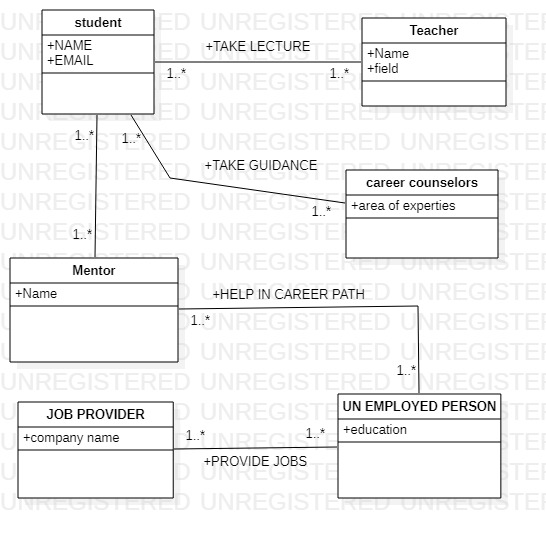 student
+NAME
+EMAIL
+TAKE LECTURE
1..*
1..*
Teacher
+Name
+field
1..*
1..*
+TAKE GUIDANCE
1..*
career counselors
+area of experties
1..*
Mentor
+Name
+HELP IN CAREER PATH
1..*
1..*
JOB PROVIDER
+company name
1..*
1..*
+PROVIDE JOBS
UN EMPLOYED PERSON
+education
UNREGISTERED